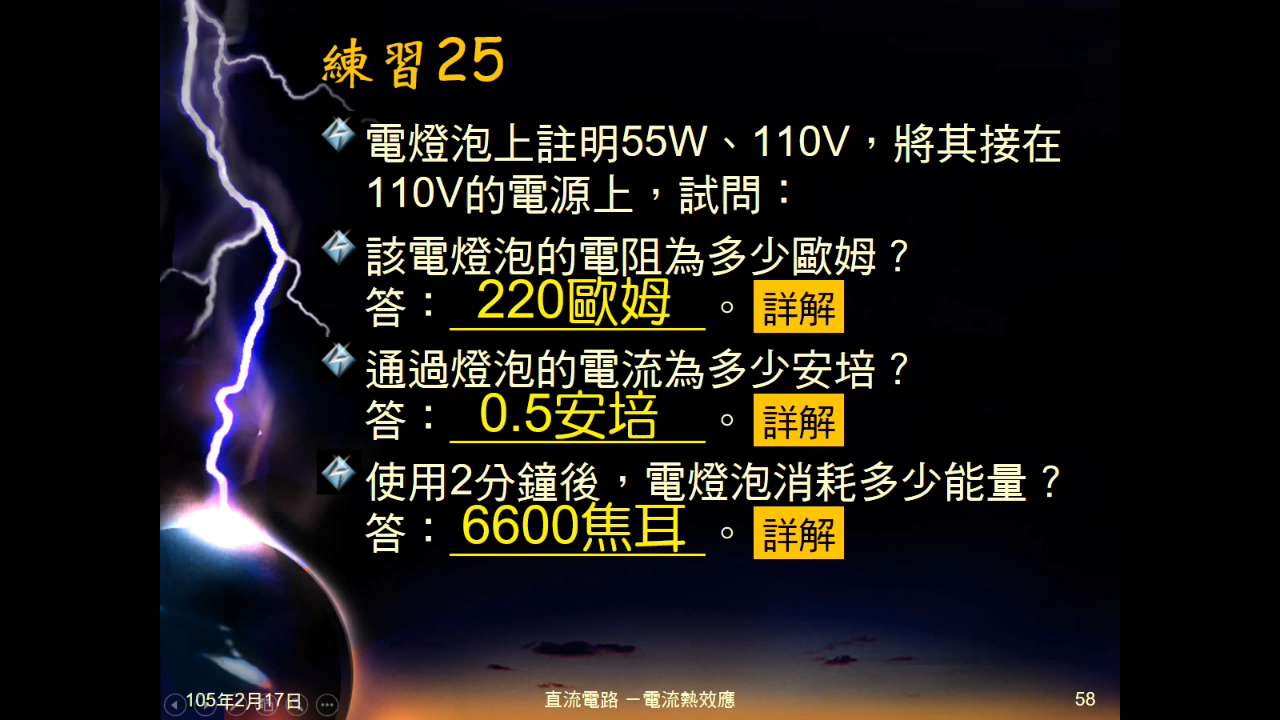 練習25
電燈泡上註明55W、110V，將其接在
110V的電源上，試問：
該電燈泡的電阻為多少歐姆？
答：220歐姆。詳解
通過燈泡的電流為多少安培？
答：0.5安培。詳解
使用2分鐘後，電燈泡消耗多少能量？
答：6600焦耳。詳解
105年2月17日
直流電路－電流熱效應
58